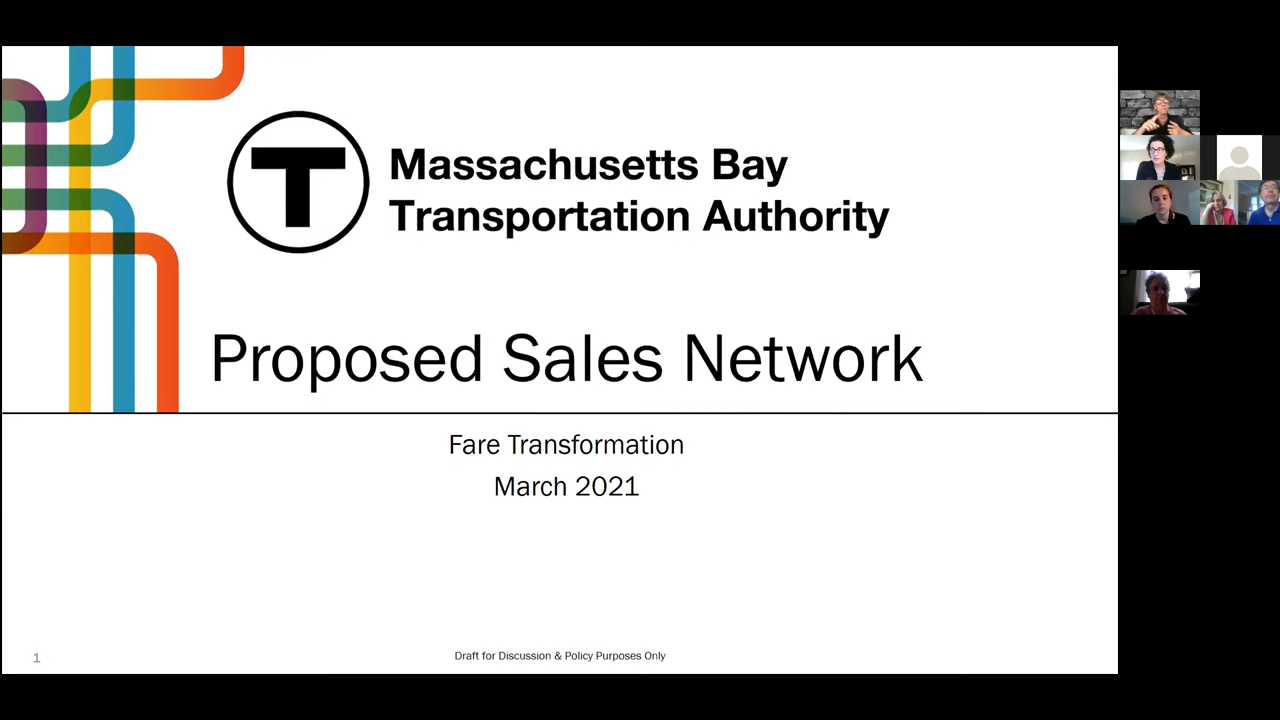 T
Massachusetts Bay
Transportation Authority
Proposed Sales Network
Fare Transformation
March 2021
1
Draft for Discussion & Policy Purposes Only